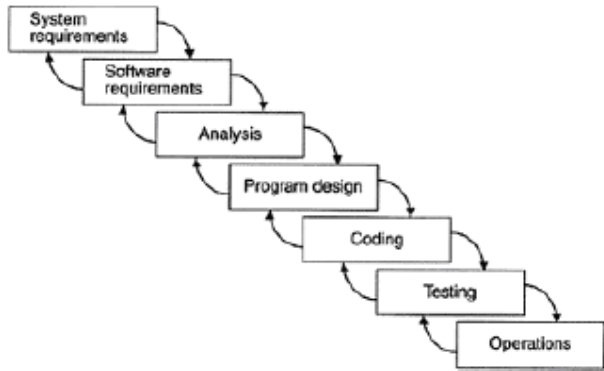 System
requirements
Software
requirements
Analysis
Program design
Coding
Testing
Operations